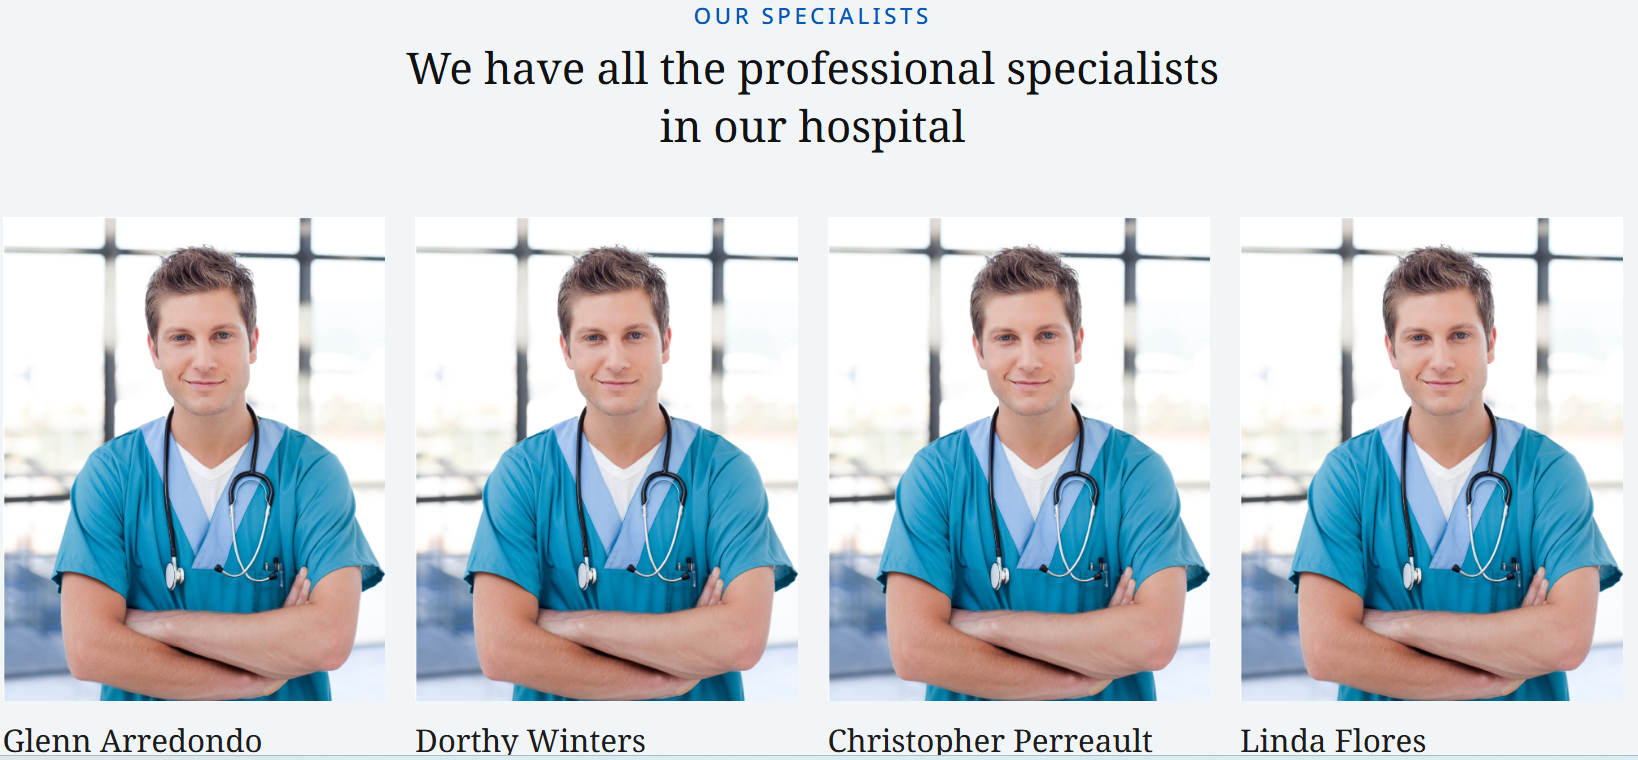 OUR SPECIALISTS
We have all the professional specialists
in our hospital
Glenn Arredondo
Dorthy Winters
Christopher Perreault
Linda Flores